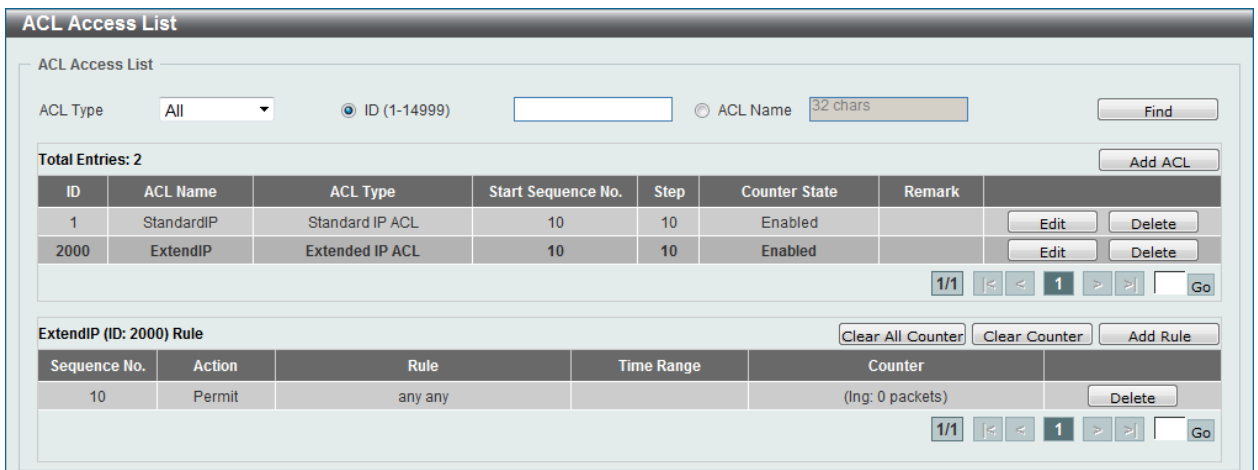 ACL Access List
ACL Access List
ACL Type All ID (1-14999) ACL Name 32 chars Find
Total Entries: 2 Add ACL
ID ACL Name ACL Type Start Sequence No. Step Counter State Remark
1 StandardIP Standard IP ACL 10 10 Enabled Edit Delete
2000 ExtendIP Extended IP ACL 10 10 Enabled Edit Delete
1/1 |< < 1 > >| Go
ExtendIP (ID: 2000) Rule Clear All Counter Clear Counter Add Rule
Sequence No. Action Rule Time Range Counter
10 Permit any any (Ing: 0 packets) Delete
1/1 |< < 1 > >| Go